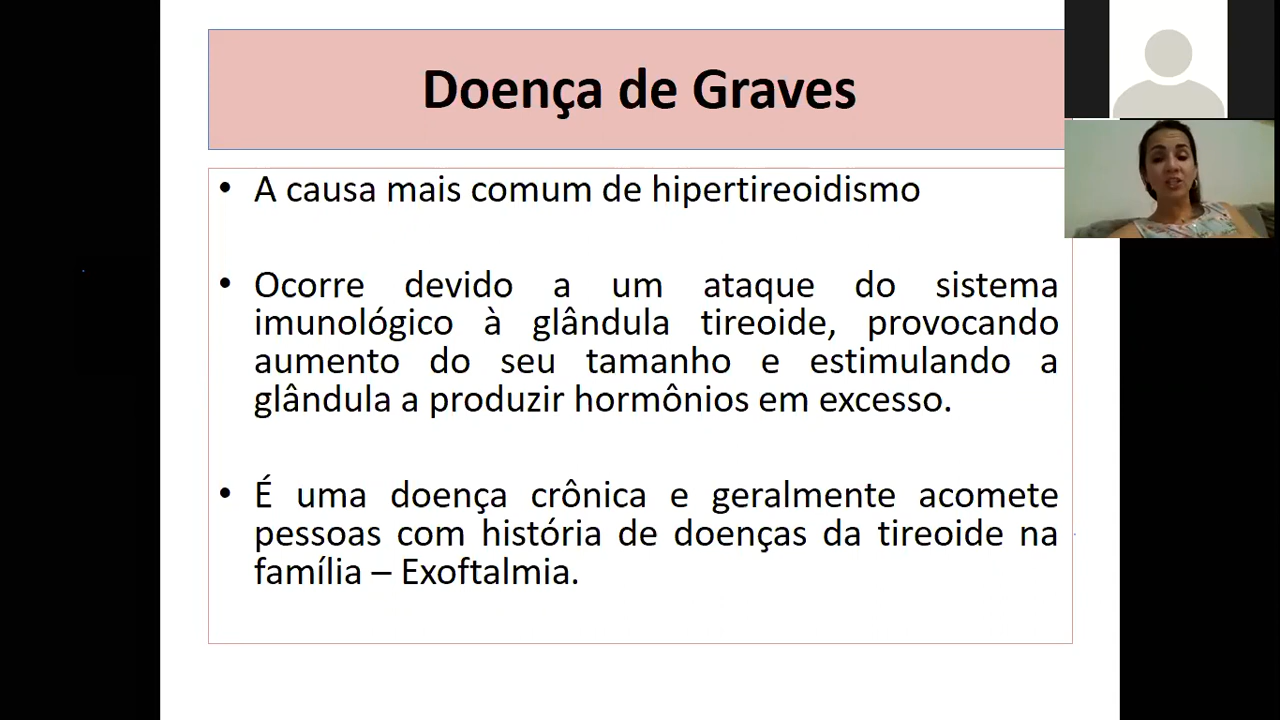 Doença de Graves
• A causa mais comum de hipertireoidismo
• Ocorre devido a um ataque do sistema
imunológico à glândula tireoide, provocando
aumento do seu tamanho e estimulando a
glândula a produzir hormônios em excesso.
• É uma doença crônica e geralmente acomete
pessoas com história de doenças da tireoide na
família – Exoftalmia.